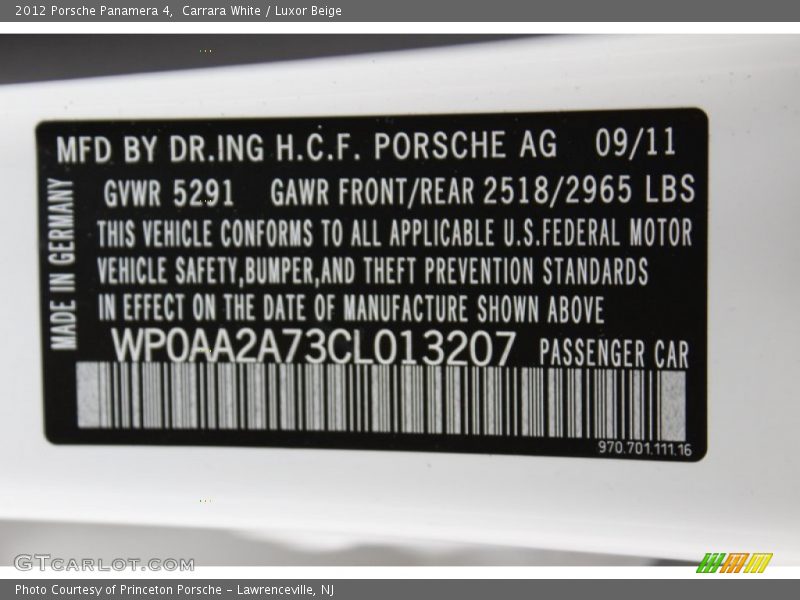 2012 Porsche Panamera 4,  Carrara White / Luxor Beige
MFD BY DR.ING H.C.F. PORSCHE AG 09/11
GVWR 5291 GAWR FRONT/REAR 2518/2965 LBS
THIS VEHICLE CONFORMS TO ALL APPLICABLE U.S.FEDERAL MOTOR
VEHICLE SAFETY,BUMPER,AND THEFT PREVENTION STANDARDS
IN EFFECT ON THE DATE OF MANUFACTURE SHOWN ABOVE
WP0AA2A73CL013207 PASSENGER CAR
970.701.111.16
MADE IN GERMANY
GTCARLOT.COM
Photo Courtesy of Princeton Porsche - Lawrenceville, NJ